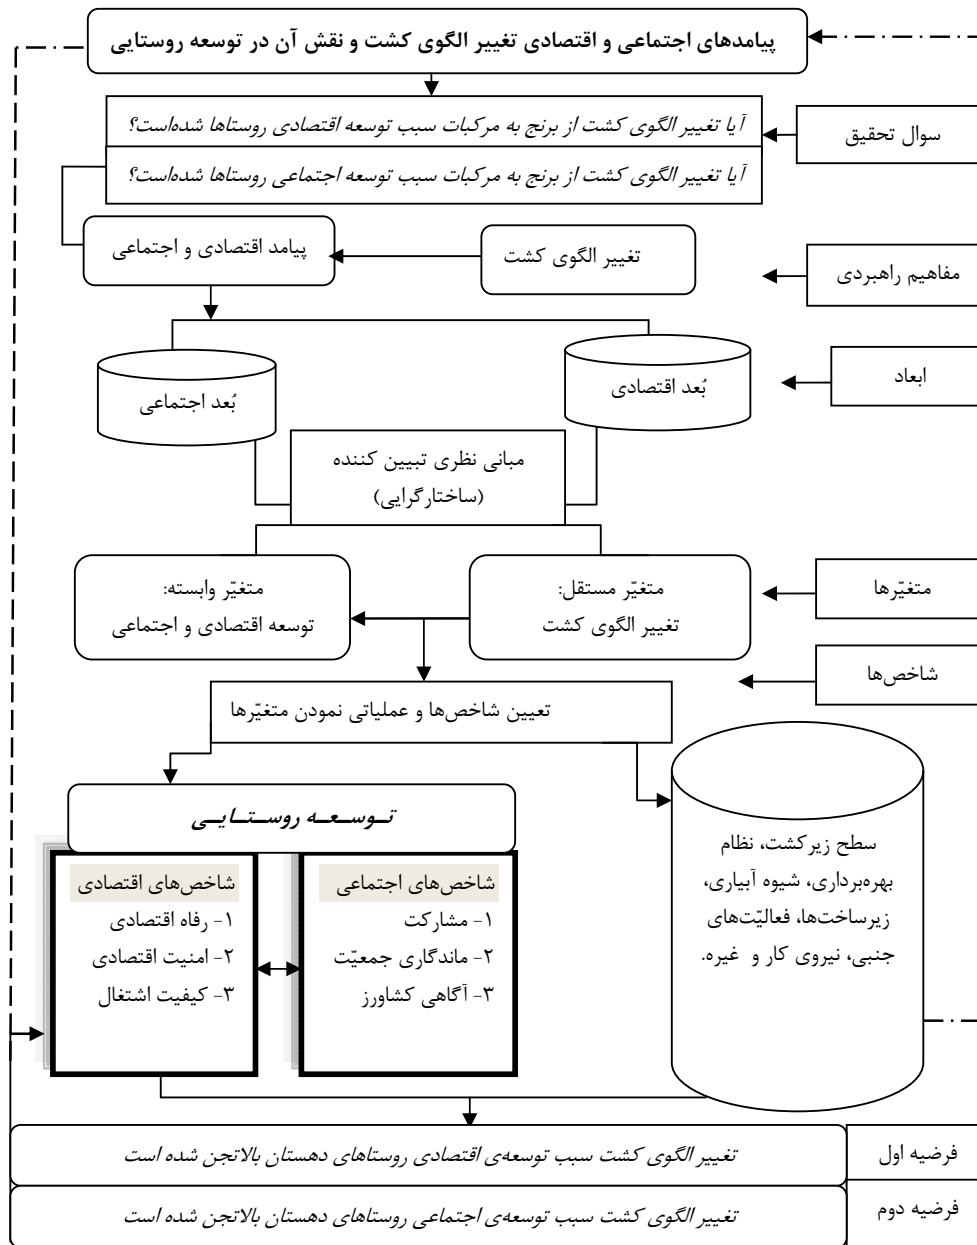 پیامدهای اجتماعی و اقتصادی تغییر الگوی کشت و نقش آن در توسعه روستایی
آیا تغییر الگوی کشت از برنج به مرکبات سبب توسعه اقتصادی روستاها شده‌است؟
سوال تحقیق
آیا تغییر الگوی کشت از برنج به مرکبات سبب توسعه اجتماعی روستاها شده‌است؟
مفاهیم راهبردی
تغییر الگوی کشت
پیامد اقتصادی و اجتماعی
ابعاد
بُعد اقتصادی
بُعد اجتماعی
مبانی نظری تبیین کننده
(ساختارگرایی)
متغیّرها
متغیّر مستقل:
تغییر الگوی کشت
متغیّر وابسته:
توسعه اقتصادی و اجتماعی
شاخص‌ها
تعیین شاخص‌ها و عملیاتی نمودن متغیّرها
سطح زیرکشت، نظام
بهره‌برداری، شیوه آبیاری،
زیرساخت‌ها، فعالیّت‌های
جنبی، نیروی کار و غیره.
تـوسـعـه روسـتـایـی
شاخص‌های اجتماعی
۱- مشارکت
۲- ماندگاری جمعیّت
۳- آگاهی کشاورز
شاخص‌های اقتصادی
۱- رفاه اقتصادی
۲- امنیت اقتصادی
۳- کیفیت اشتغال
فرضیه اول
تغییر الگوی کشت سبب توسعه‌ی اقتصادی روستاهای دهستان بالاتجن شده است
فرضیه دوم
تغییر الگوی کشت سبب توسعه‌ی اجتماعی روستاهای دهستان بالاتجن شده است